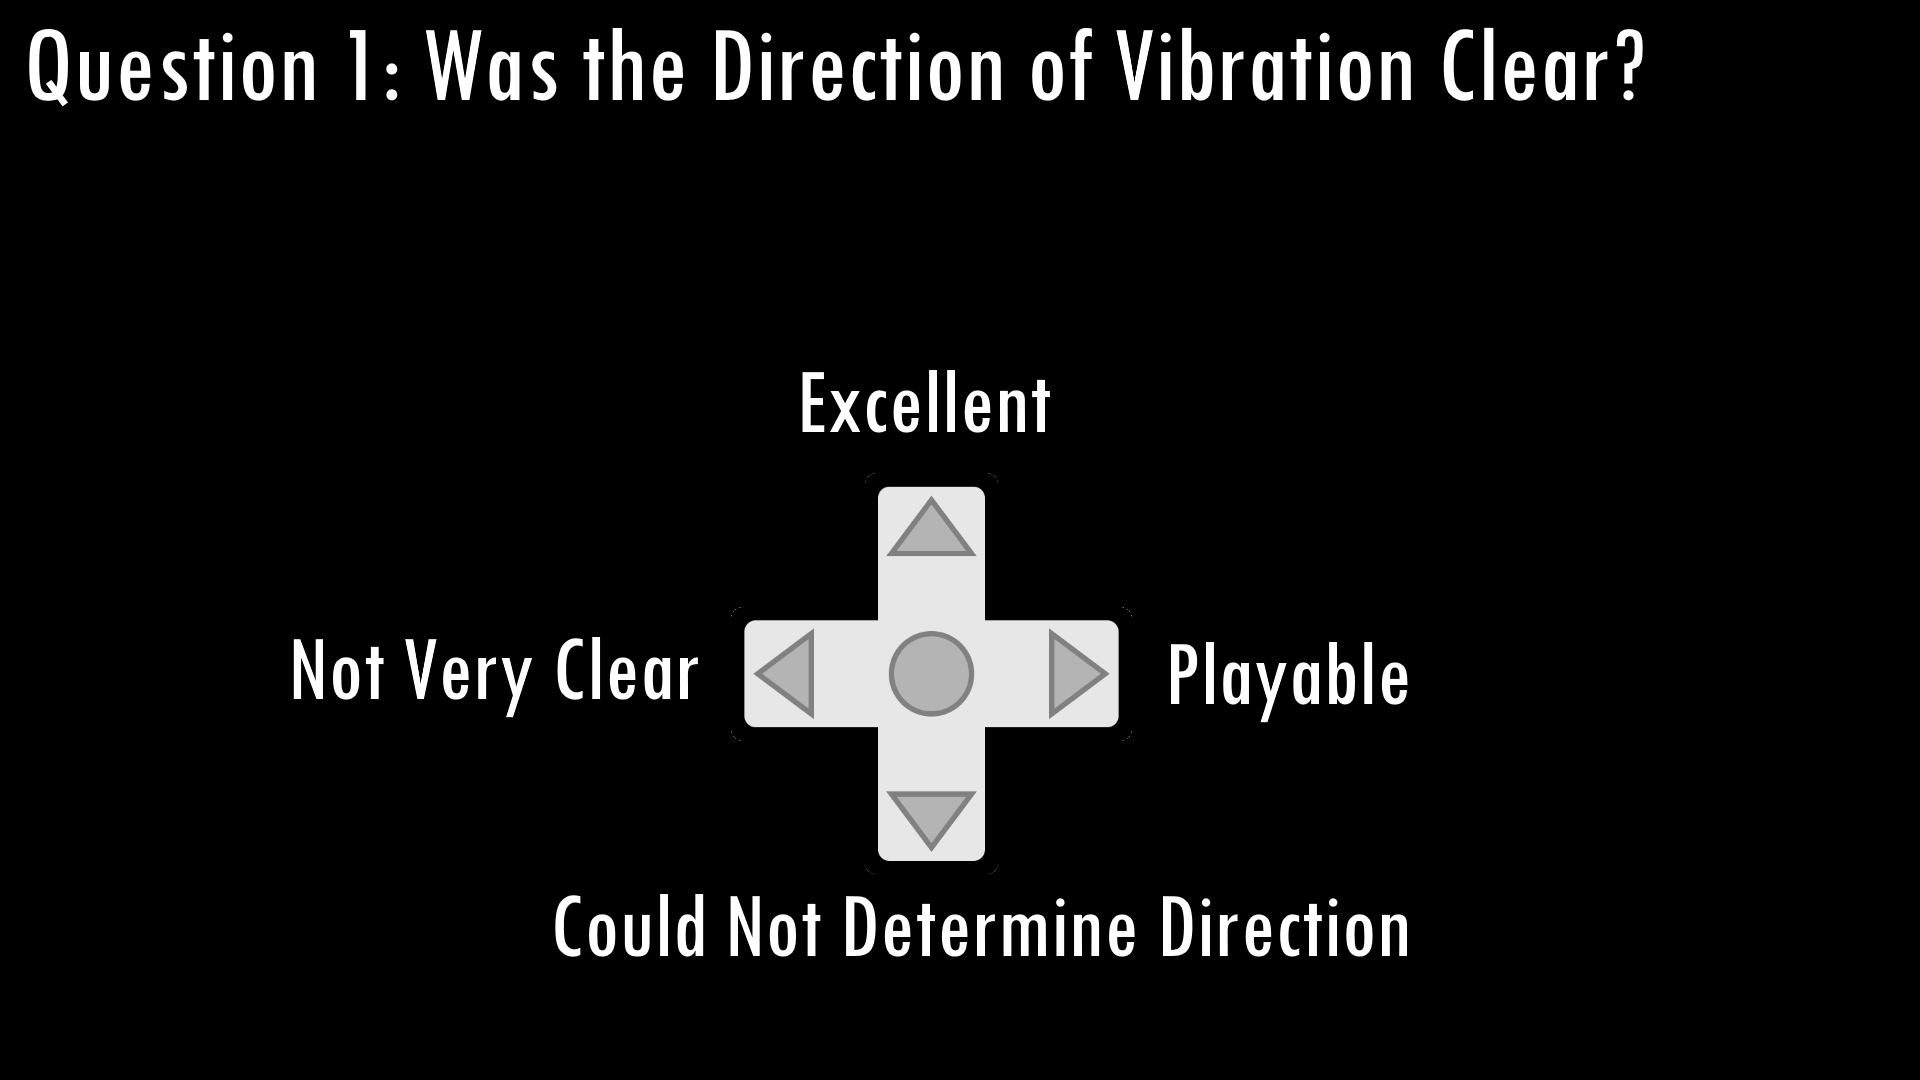 Question 1: Was the Direction of Vibration Clear?
Excellent
Not Very Clear
Playable
Could Not Determine Direction